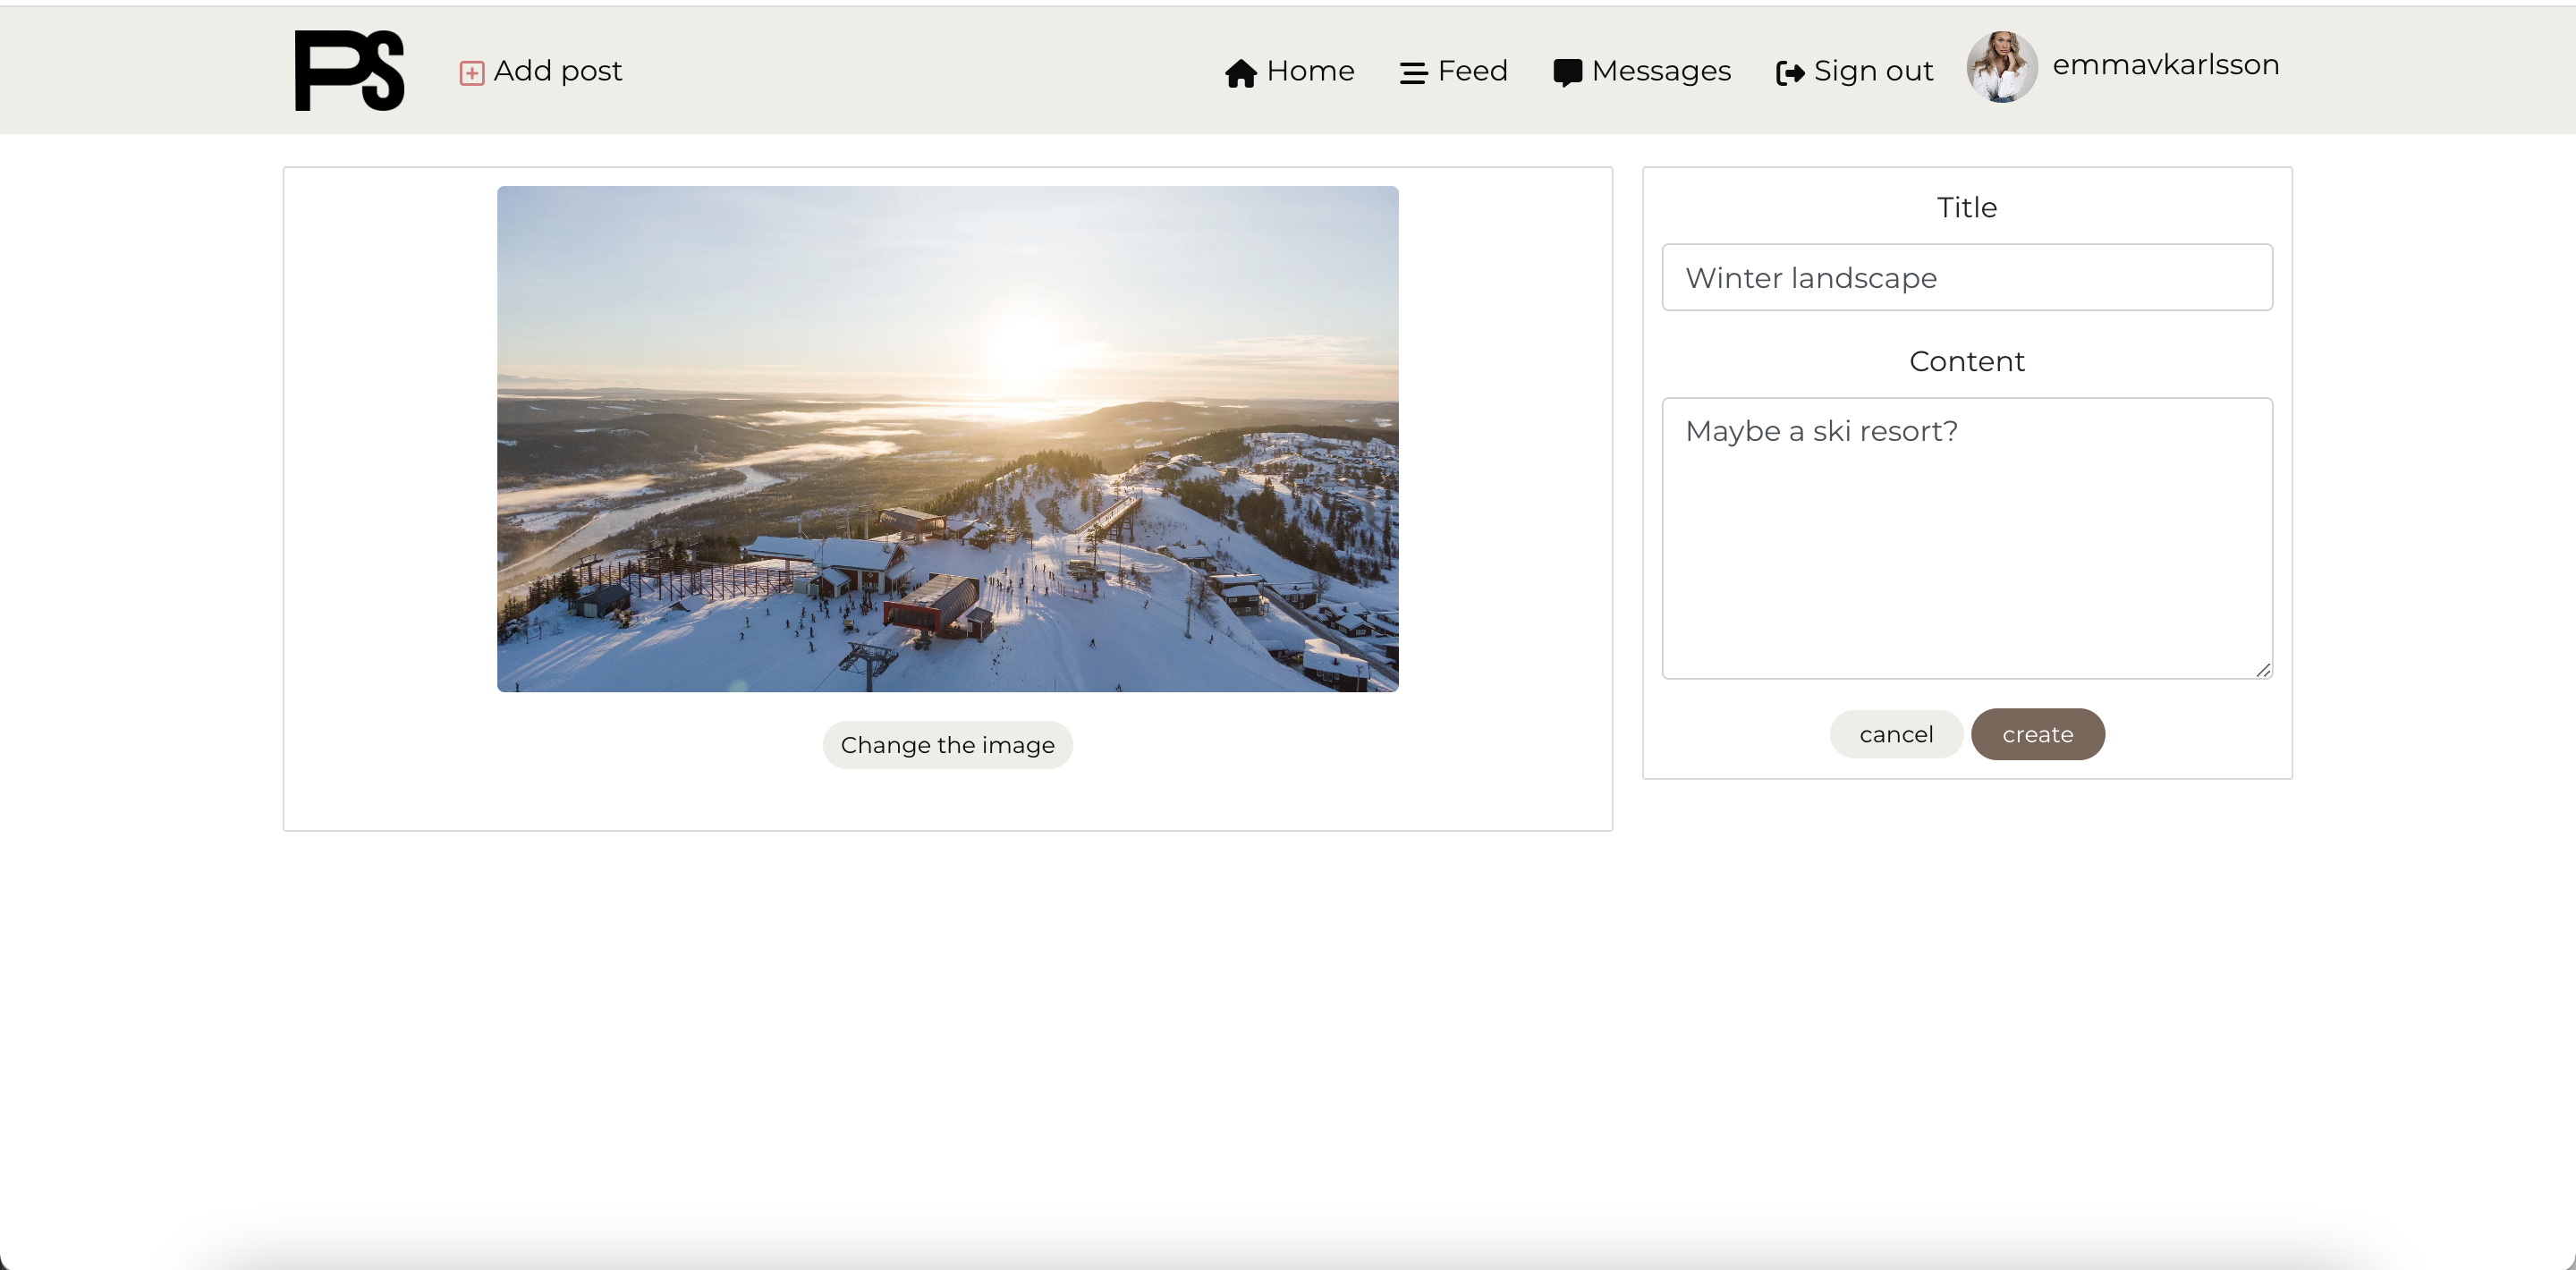 PS
Add post
Home
Feed
Messages
Sign out
emmavkarlsson
Change the image
Title
Winter landscape
Content
Maybe a ski resort?
cancel
create